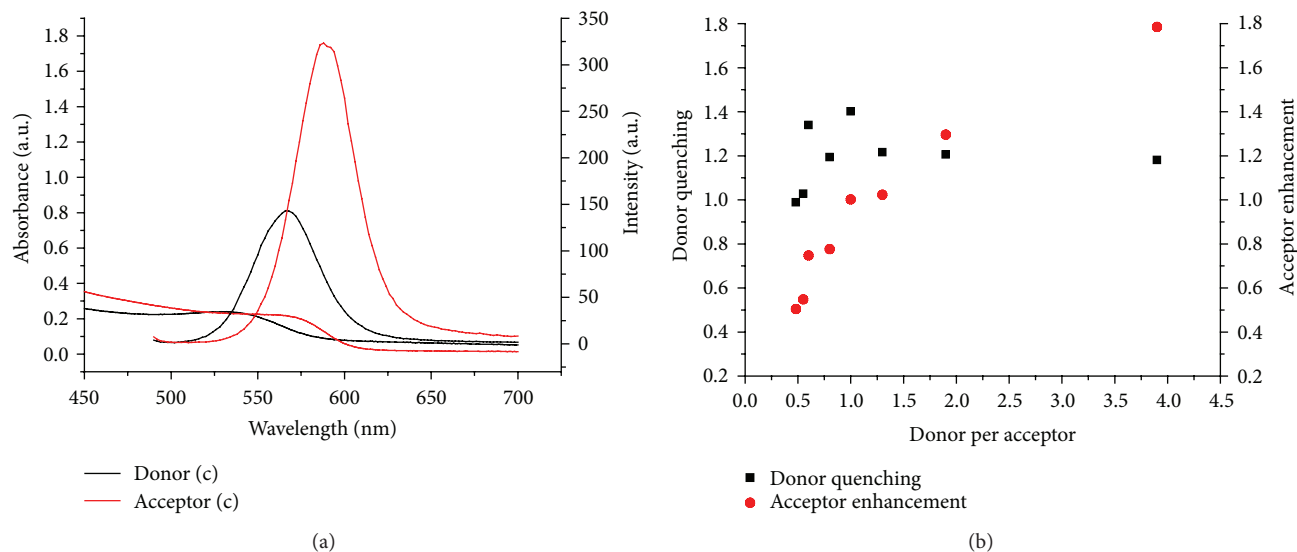 1.8
1.6
1.4
1.2
1.0
0.8
0.6
0.4
0.3
0.2
0.0
Absorbance (a.u.)
350
300
250
200
150
100
50
0
Intensity (a.u.)
450 500 550 600 650 700
Wavelength (nm)
Donor (c)
Acceptor (c)
(a)
1.8
1.6
1.4
1.2
1.0
0.8
0.6
0.4
0.2
Donor quenching
1.8
1.6
1.4
1.2
1.0
0.8
0.6
0.4
0.2
Acceptor enhancement
0.0 0.5 1.0 1.5 2.0 2.5 3.0 3.5 4.0 4.5
Donor per acceptor
Donor quenching
Acceptor enhancement
(b)